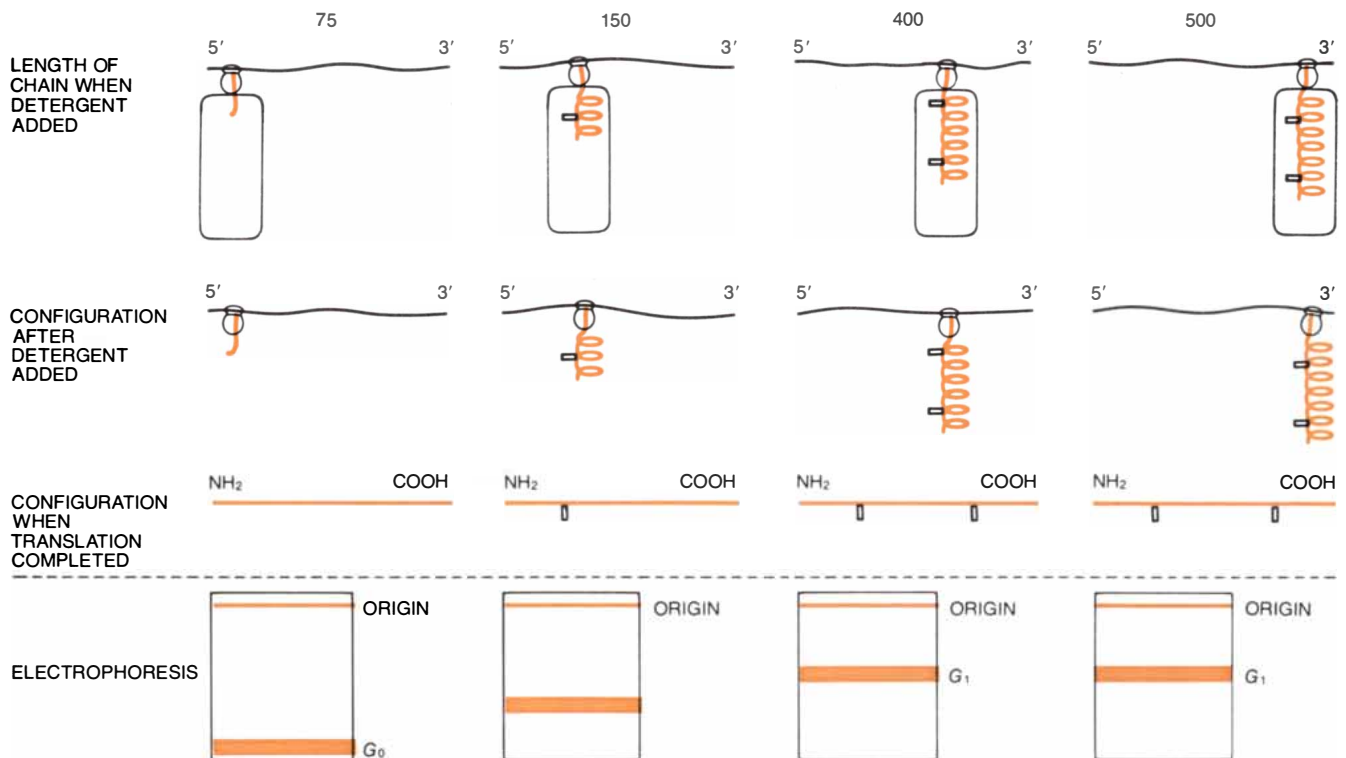 75 150 400 500
5′ 3′ 5′ 3′ 5′ 3′ 5′ 3′
LENGTH OF
CHAIN WHEN
DETERGENT
ADDED
5′ 3′ 5′ 3′ 5′ 3′ 5′ 3′
CONFIGURATION
AFTER
DETERGENT
ADDED
NH₂ COOH NH₂ COOH NH₂ COOH NH₂ COOH
CONFIGURATION
WHEN
TRANSLATION
COMPLETED
ORIGIN ORIGIN ORIGIN ORIGIN
ELECTROPHORESIS
G₁ G₁
G₀